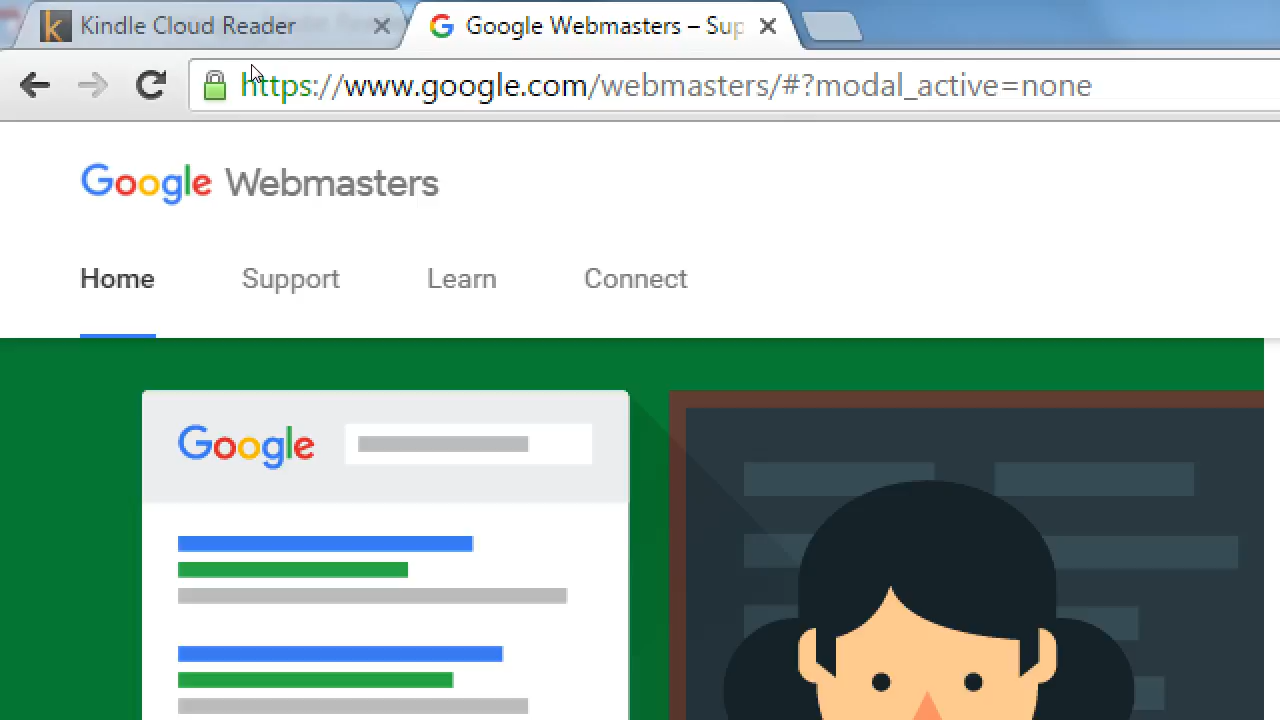 Kindle Cloud Reader
Google Webmasters – Sup
https://www.google.com/webmasters/#?modal_active=none
Google Webmasters
Home Support Learn Connect
Google